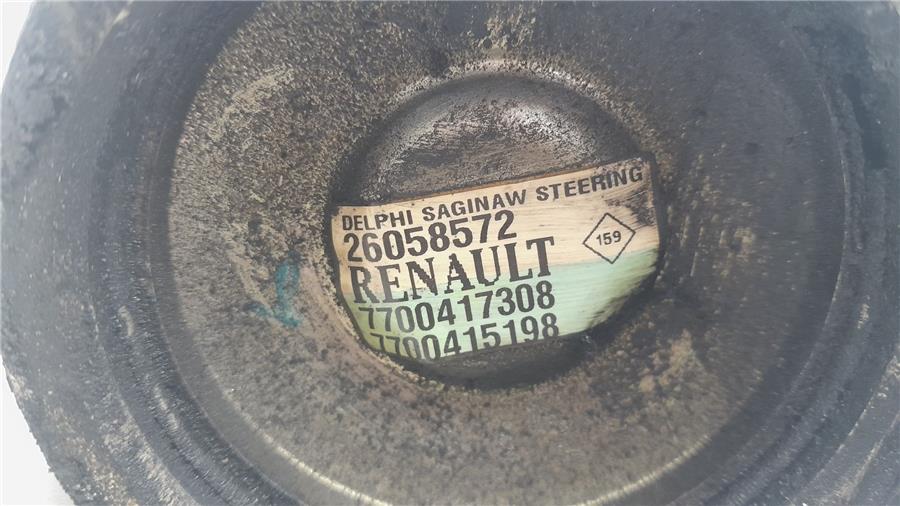 DELPHI SAGINAW STEERING
26058572
159
RENAULT
7700417308
7700415198